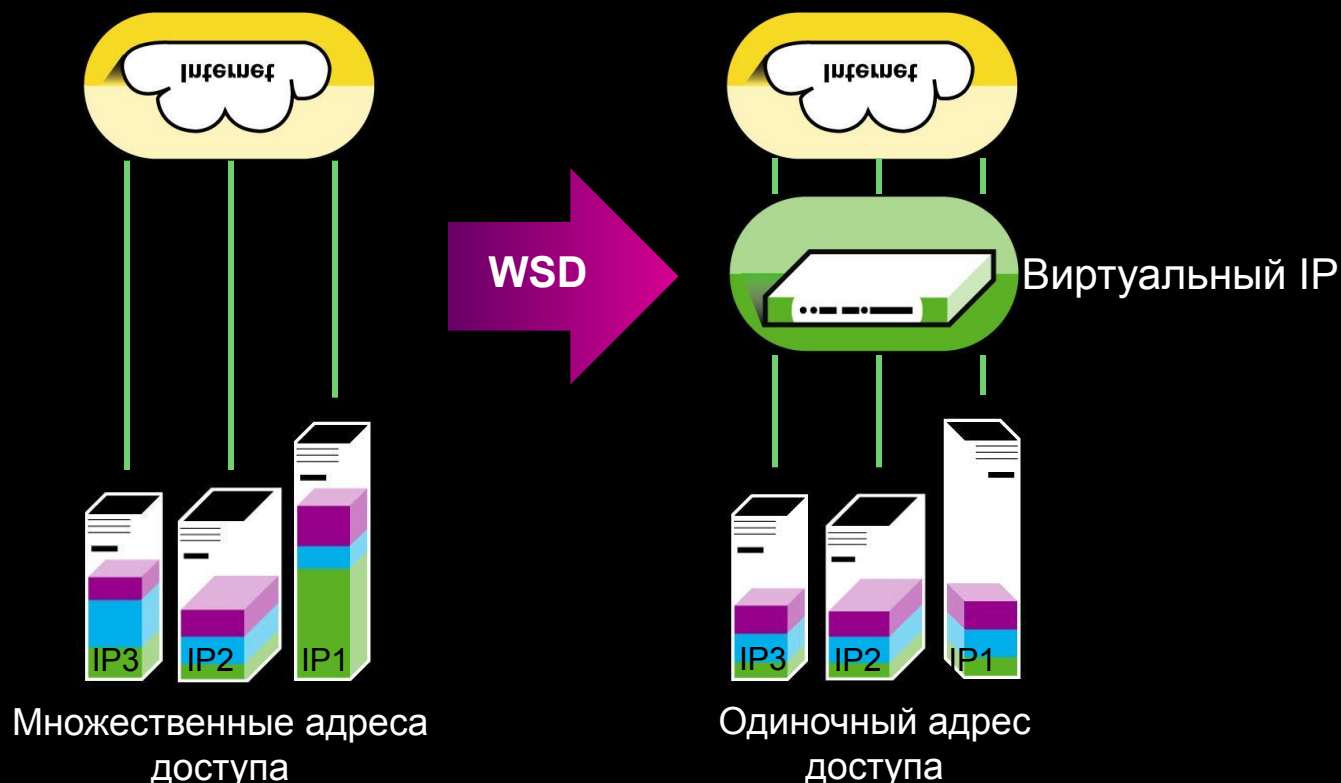 Internet
Internet
WSD
Виртуальный IP
IP3
IP2
IP1
IP3
IP2
IP1
Множественные адреса
доступа
Одиночный адрес
доступа